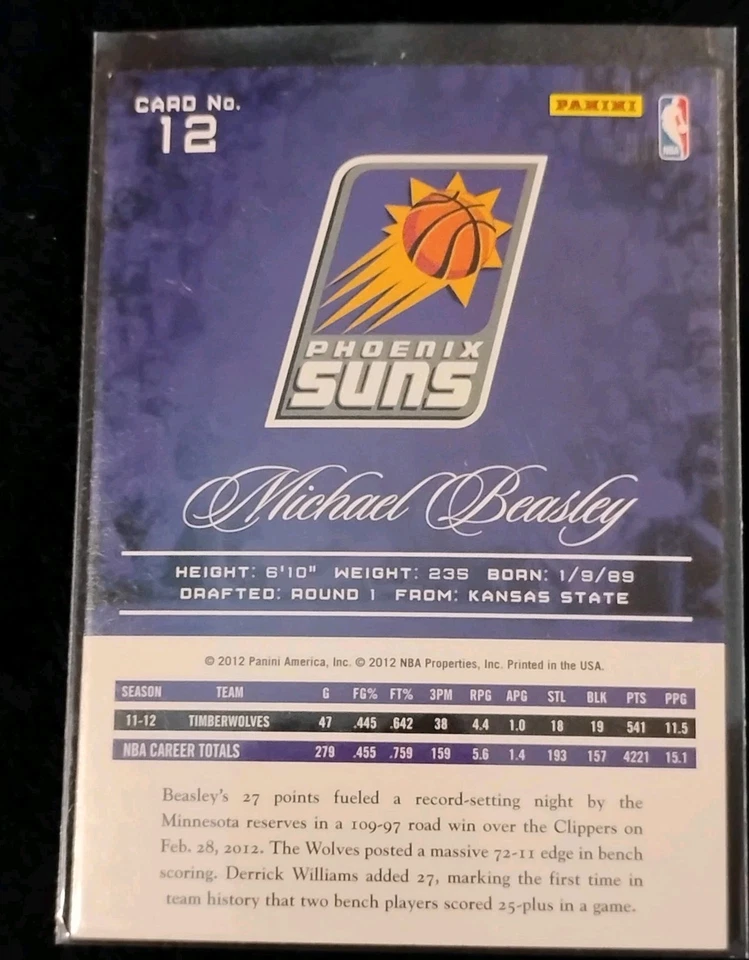 CARD No.
12
PANINI
NBA
PHOENIX
SUNS
Michael Beasley
HEIGHT: 6'10" WEIGHT: 235 BORN: 1/9/89
DRAFTED: ROUND 1 FROM: KANSAS STATE
© 2012 Panini America, Inc. © 2012 NBA Properties, Inc. Printed in the USA.
SEASON TEAM G FG% FT% 3PM RPG APG STL BLK PTS PPG
11-12 TIMBERWOLVES 47 .445 .642 38 4.4 1.0 18 19 541 11.5
NBA CAREER TOTALS 279 .455 .759 159 5.6 1.4 193 157 4221 15.1
Beasley's 27 points fueled a record-setting night by the
Minnesota reserves in a 109-97 road win over the Clippers on
Feb. 28, 2012. The Wolves posted a massive 72-11 edge in bench
scoring. Derrick Williams added 27, marking the first time in
team history that two bench players scored 25-plus in a game.